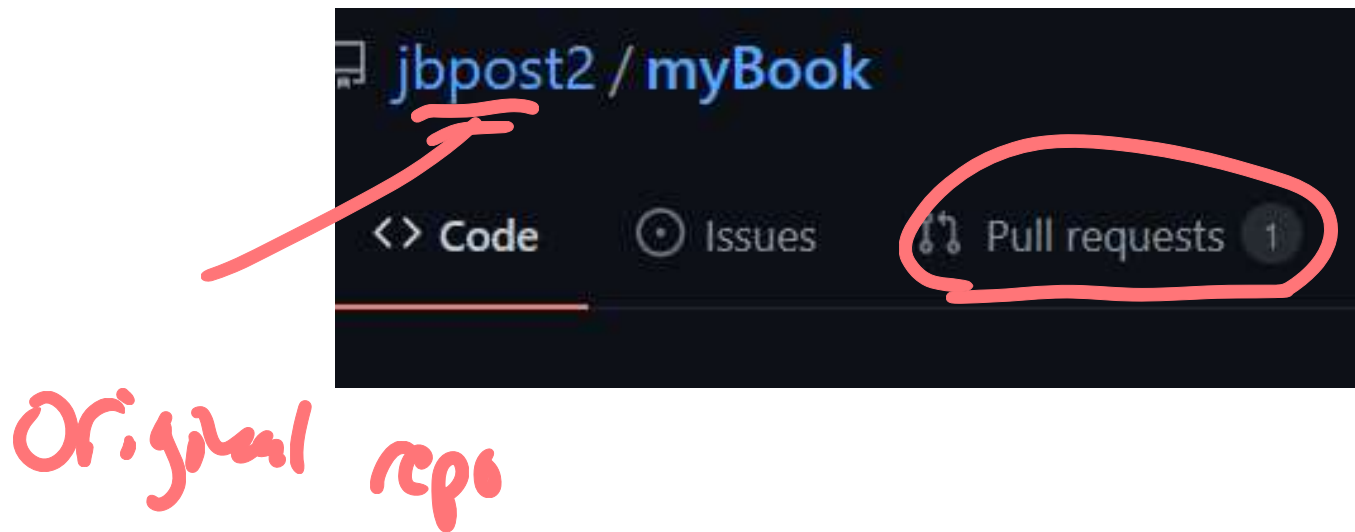 jbpost2 / myBook
<> Code Issues Pull requests 1
Original repo